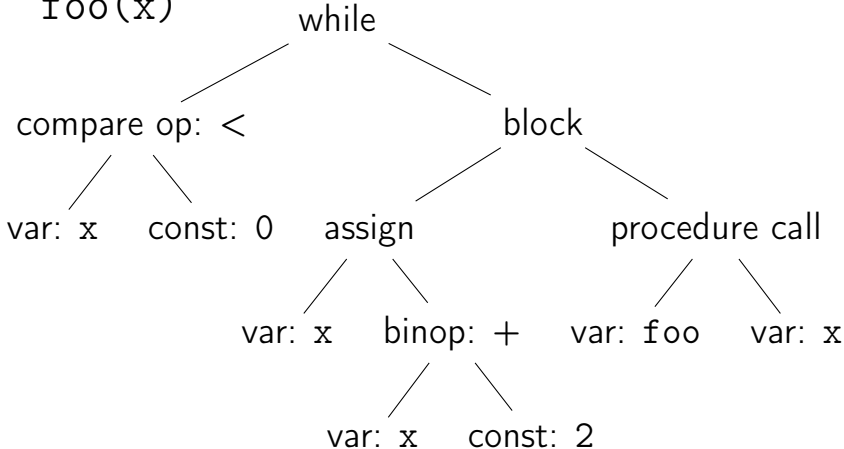 foo(x)
while
compare op: <
block
var: x
const: 0
assign
procedure call
var: x
binop: +
var: foo
var: x
var: x
const: 2